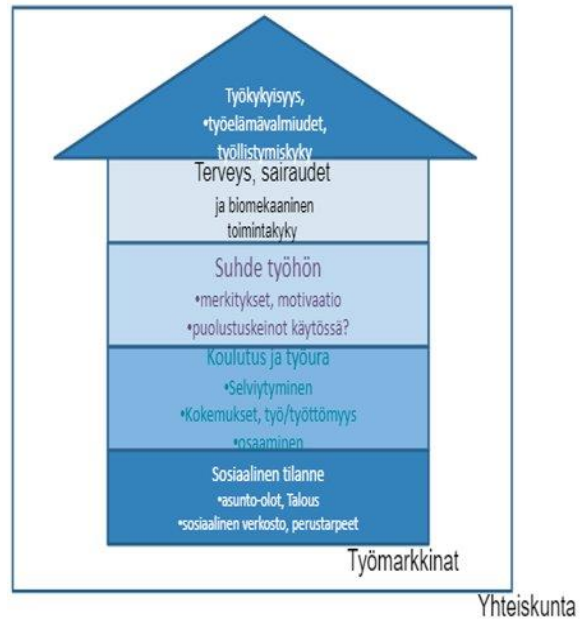 Työkykyisyys,
•työelämävalmiudet,
työllistymiskyky
Terveys, sairaudet
ja biomekaaninen
toimintakyky
Suhde työhön
•merkitykset, motivaatio
•puolustuskeinot käytössä?
Koulutus ja työura
•Selviytyminen
•Kokemukset, työ/työttömyys
•osaaminen
Sosiaalinen tilanne
•asunto-olot, Talous
•sosiaalinen verkosto, perustarpeet
Työmarkkinat
Yhteiskunta